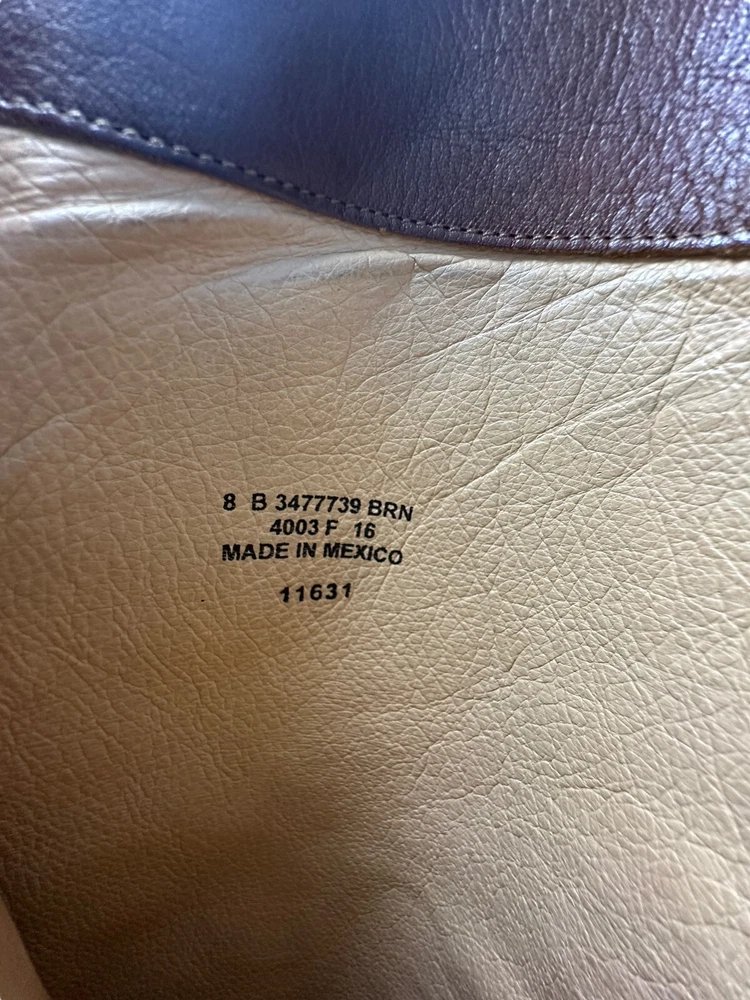 8 B 3477739 BRN
4003 F 16
MADE IN MEXICO
11631